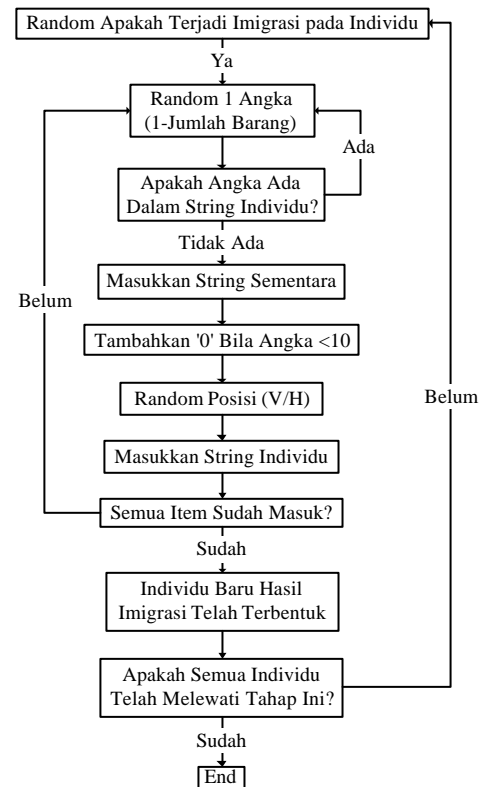 Random Apakah Terjadi Imigrasi pada Individu
Ya
Random 1 Angka
(1-Jumlah Barang)
Ada
Apakah Angka Ada
Dalam String Individu?
Tidak Ada
Masukkan String Sementara
Belum
Tambahkan '0' Bila Angka <10
Random Posisi (V/H)
Belum
Masukkan String Individu
Semua Item Sudah Masuk?
Sudah
Individu Baru Hasil
Imigrasi Telah Terbentuk
Apakah Semua Individu
Telah Melewati Tahap Ini?
Sudah
End